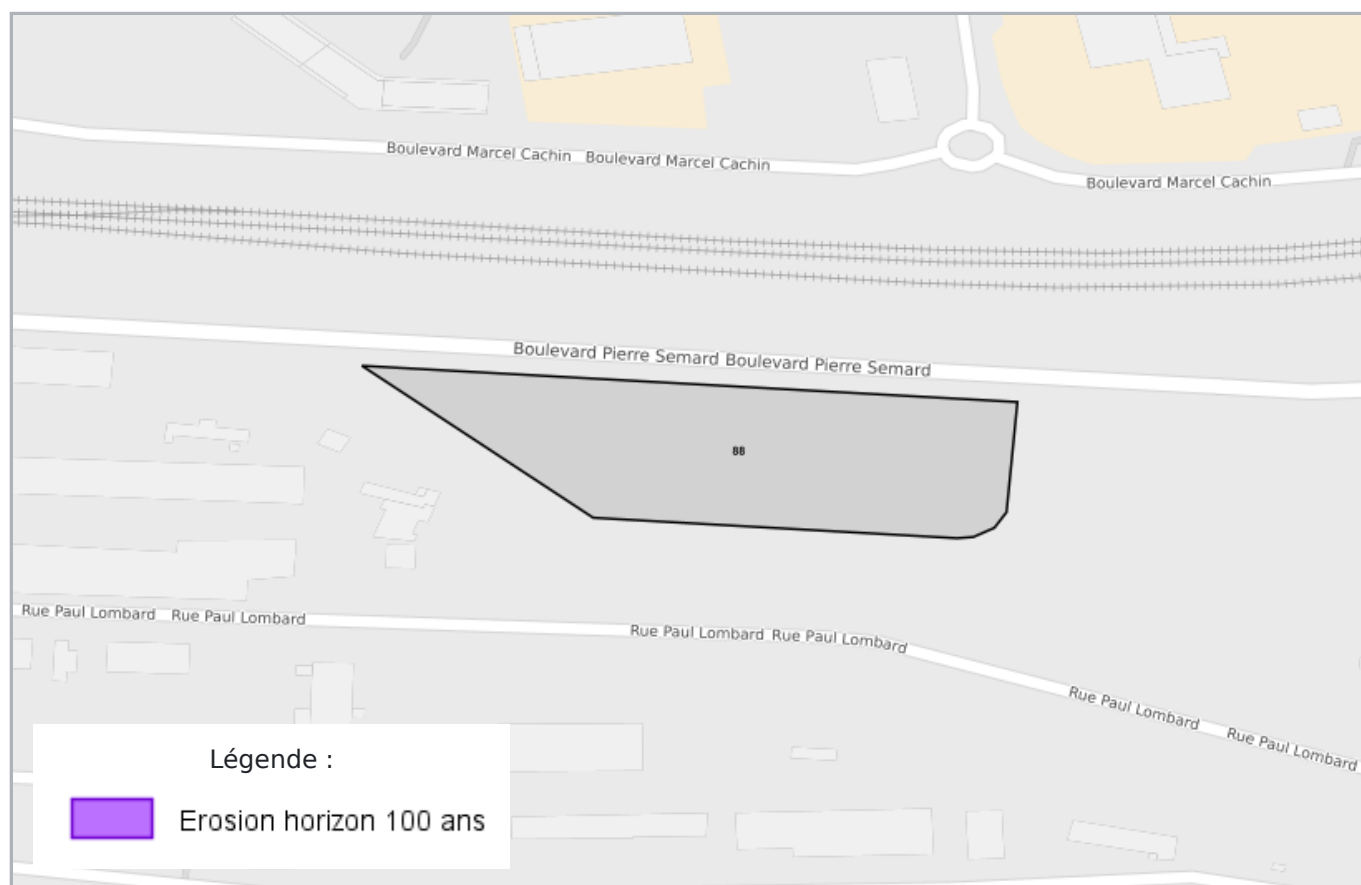 Boulevard Marcel Cachin Boulevard Marcel Cachin
Boulevard Marcel Cachin
Boulevard Pierre Semard Boulevard Pierre Semard
88
Rue Paul Lombard Rue Paul Lombard
Rue Paul Lombard Rue Paul Lombard
Rue Paul Lombard Rue Paul Lombard
Légende :
Erosion horizon 100 ans